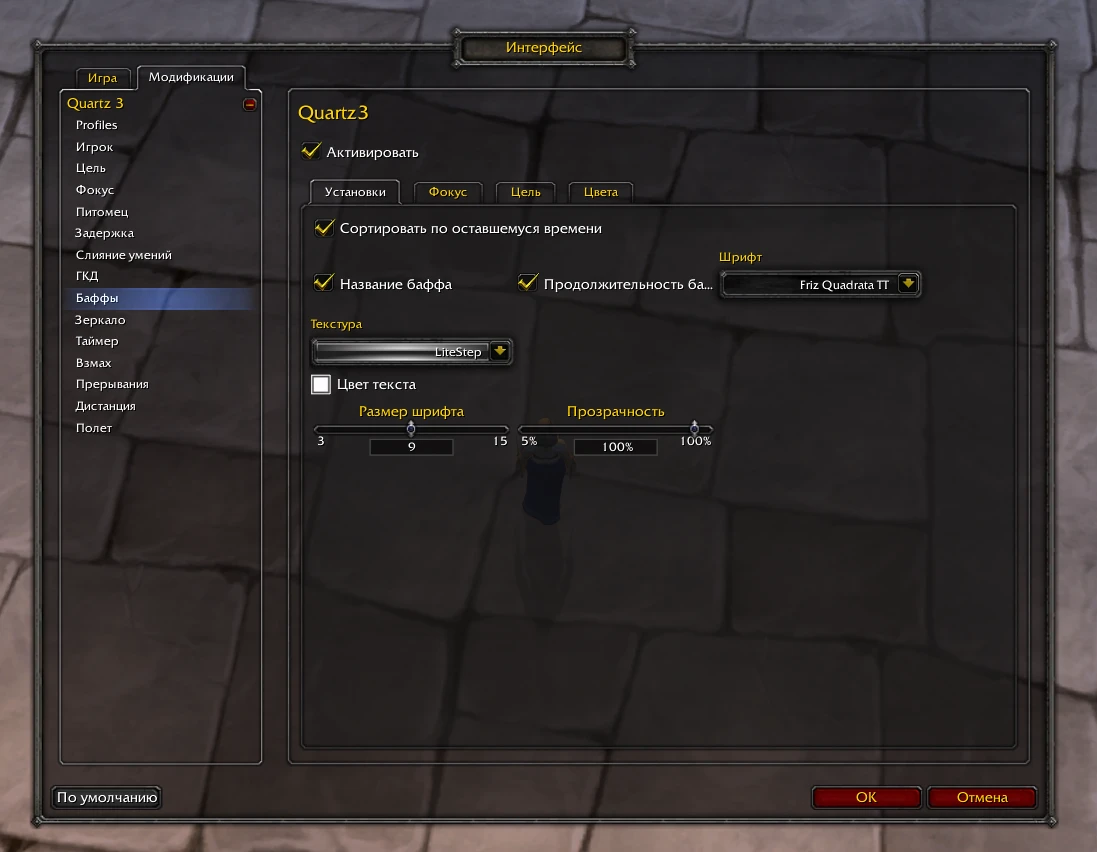 Интерфейс
Игра
Модификации
Quartz 3
Profiles
Игрок
Цель
Фокус
Питомец
Задержка
Слияние умений
ГКД
Баффы
Зеркало
Таймер
Взмах
Прерывания
Дистанция
Полет
Quartz3
Активировать
Установки
Фокус
Цель
Цвета
Сортировать по оставшемуся времени
Название баффа
Продолжительность ба...
Шрифт
Friz Quadrata TT
Текстура
LiteStep
Цвет текста
Размер шрифта
3
9
15
Прозрачность
5%
100%
100%
По умолчанию
ОК
Отмена